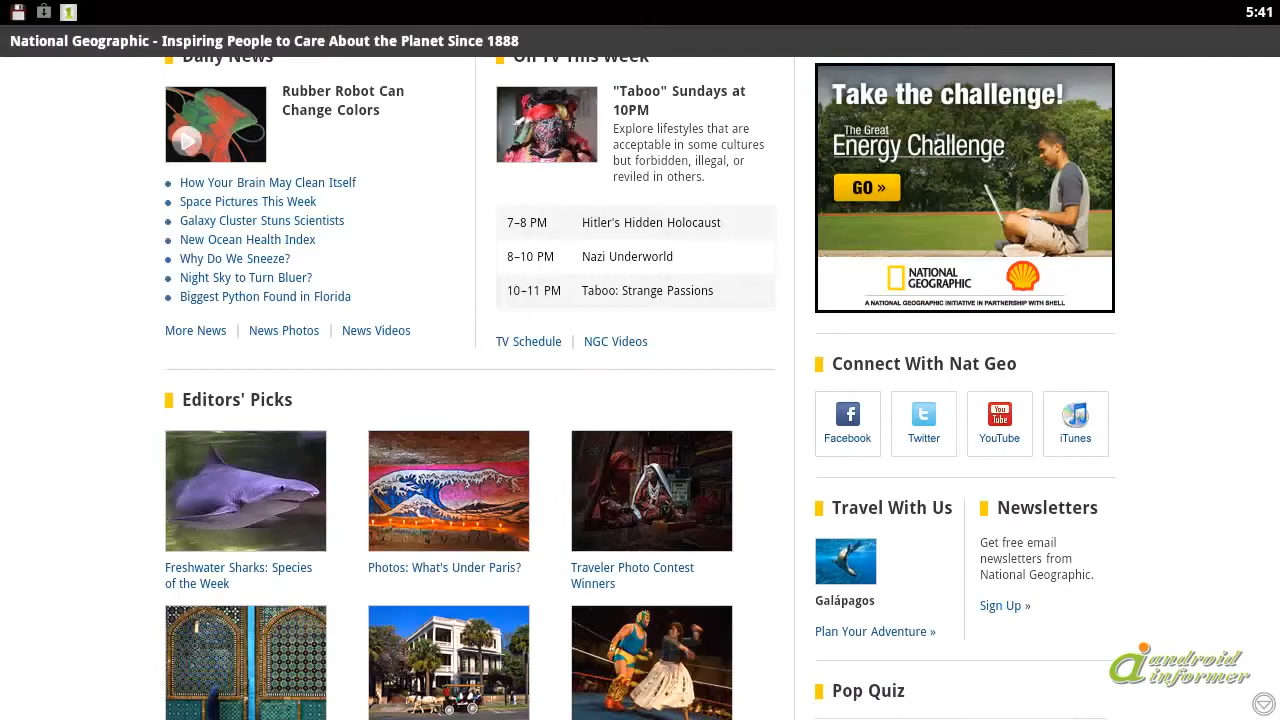 1
5:41
National Geographic - Inspiring People to Care About the Planet Since 1888
Daily News
Rubber Robot Can
Change Colors
How Your Brain May Clean Itself
Space Pictures This Week
Galaxy Cluster Stuns Scientists
New Ocean Health Index
Why Do We Sneeze?
Night Sky to Turn Bluer?
Biggest Python Found in Florida
More News | News Photos | News Videos
On TV This Week
"Taboo" Sundays at
10PM
Explore lifestyles that are
acceptable in some cultures
but forbidden, illegal, or
reviled in others.
7–8 PM Hitler's Hidden Holocaust
8–10 PM Nazi Underworld
10–11 PM Taboo: Strange Passions
TV Schedule | NGC Videos
Take the challenge!
The Great
Energy Challenge
GO »
NATIONAL
GEOGRAPHIC
A NATIONAL GEOGRAPHIC INITIATIVE IN PARTNERSHIP WITH SHELL
Editors' Picks
Freshwater Sharks: Species
of the Week
Photos: What's Under Paris?
Traveler Photo Contest
Winners
Connect With Nat Geo
Facebook
Twitter
You
Tube
YouTube
iTunes
Travel With Us
Galápagos
Plan Your Adventure »
Newsletters
Get free email
newsletters from
National Geographic.
Sign Up »
Pop Quiz
android
informer